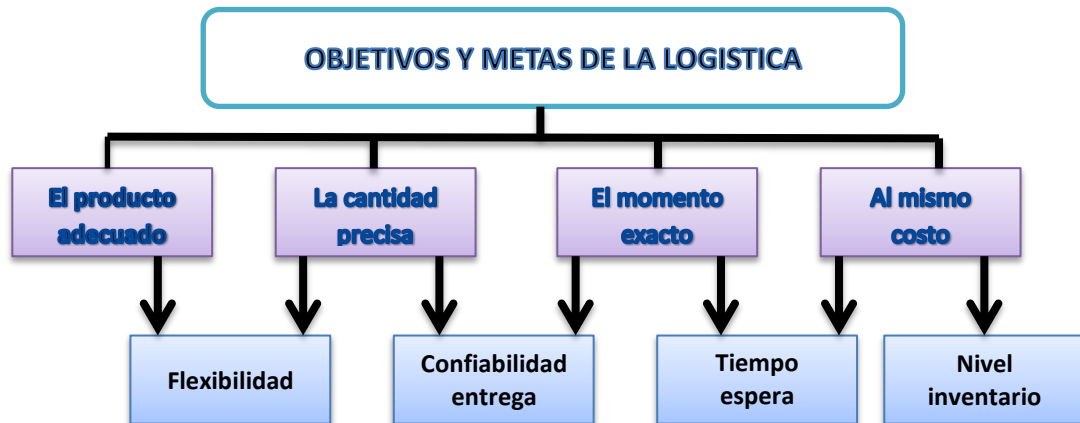 OBJETIVOS Y METAS DE LA LOGISTICA
El producto
adecuado
La cantidad
precisa
El momento
exacto
Al mismo
costo
Flexibilidad
Confiabilidad
entrega
Tiempo
espera
Nivel
inventario